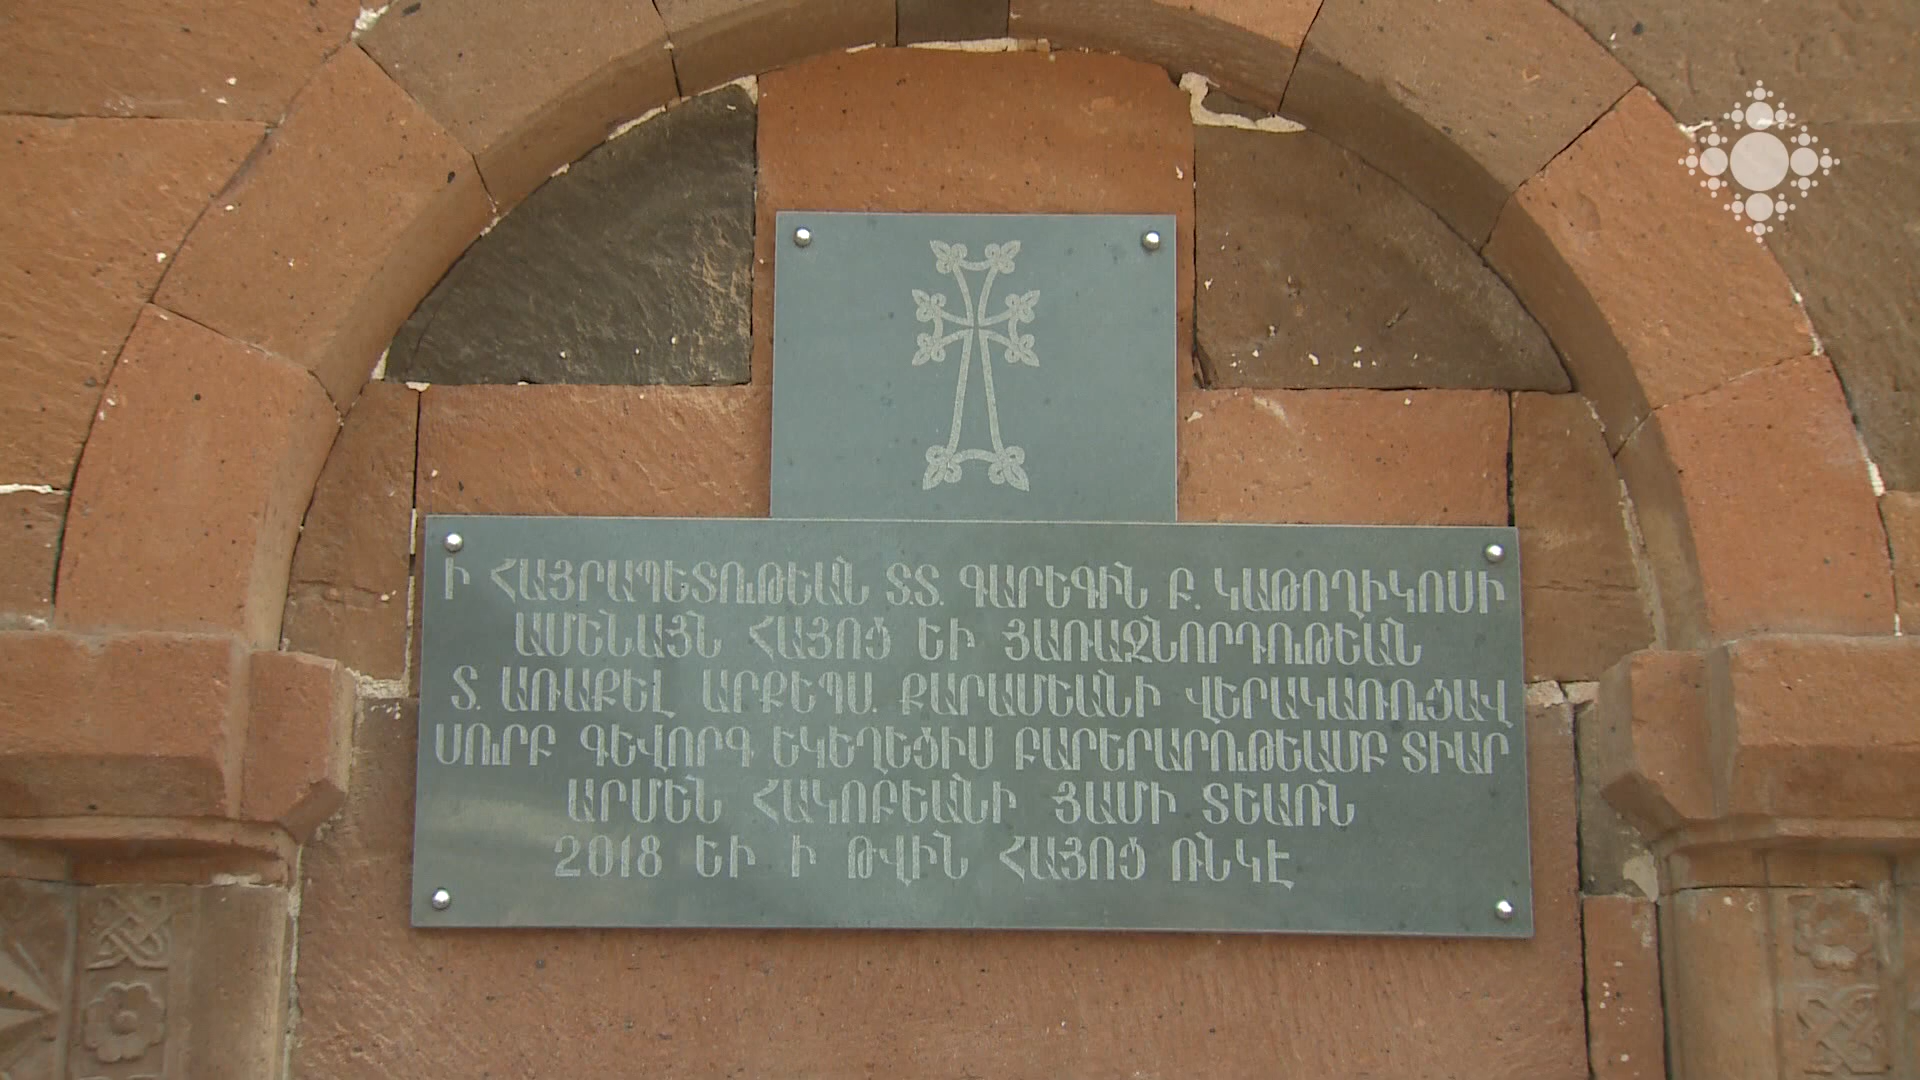 Ի ՀԱՅՐԱՊԵՏՈՒԹԵԱՆ Տ.Տ. ԳԱՐԵԳԻՆ Բ. ԿԱԹՈՂԻԿՈՍԻ
ԱՄԵՆԱՅՆ ՀԱՅՈՑ ԵՒ ՅԱՌԱՋՆՈՐԴՈՒԹԵԱՆ
Տ. ԱՌԱՔԵԼ ԱՐՔԵՊՍ. ՔԱՐԱՄԵԱՆԻ ՎԵՐԱԿԱՌՈՒՑԱՎ
ՍՈՒՐԲ ԳԵՎՈՐԳ ԵԿԵՂԵՑԻՍ ԲԱՐԵՐԱՐՈՒԹԵԱՄԲ ՏԻԱՐ
ԱՐՄԵՆ ՀԱԿՈԲԵԱՆԻ ՅԱՄԻ ՏԵԱՌՆ
2018 ԵՒ Ի ԹՎԻՆ ՀԱՅՈՑ ՌՆԿԷ